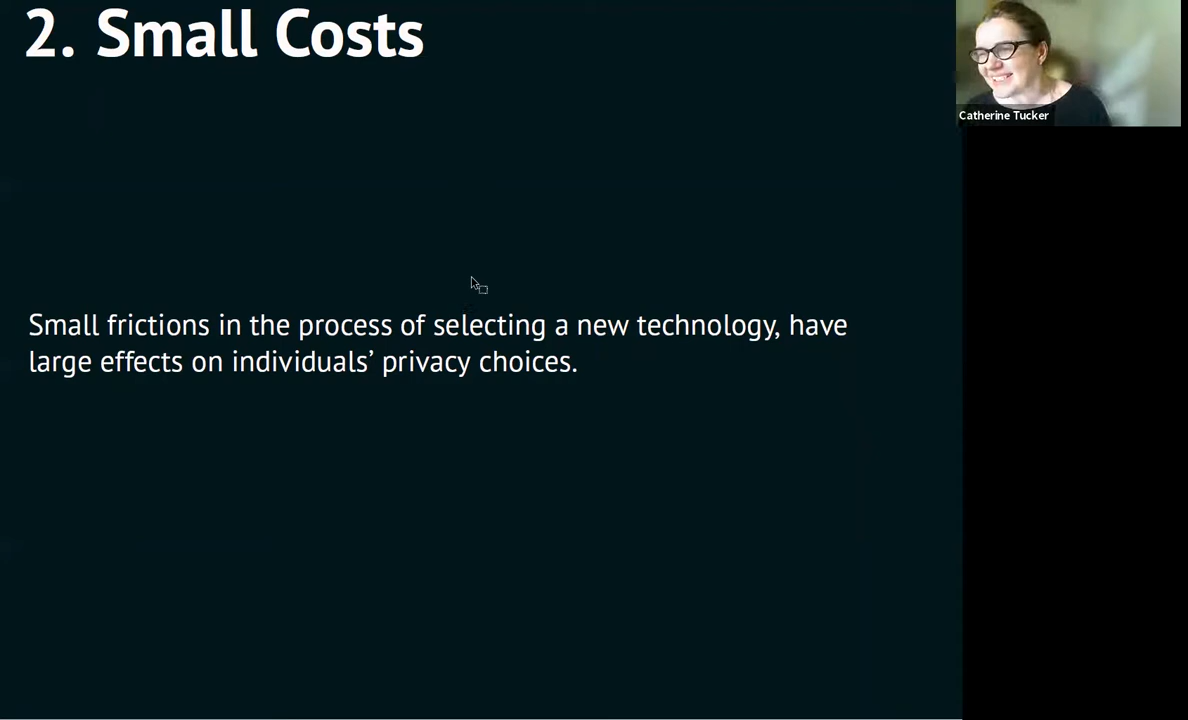 2. Small Costs
Catherine Tucker
Small frictions in the process of selecting a new technology, have
large effects on individuals’ privacy choices.